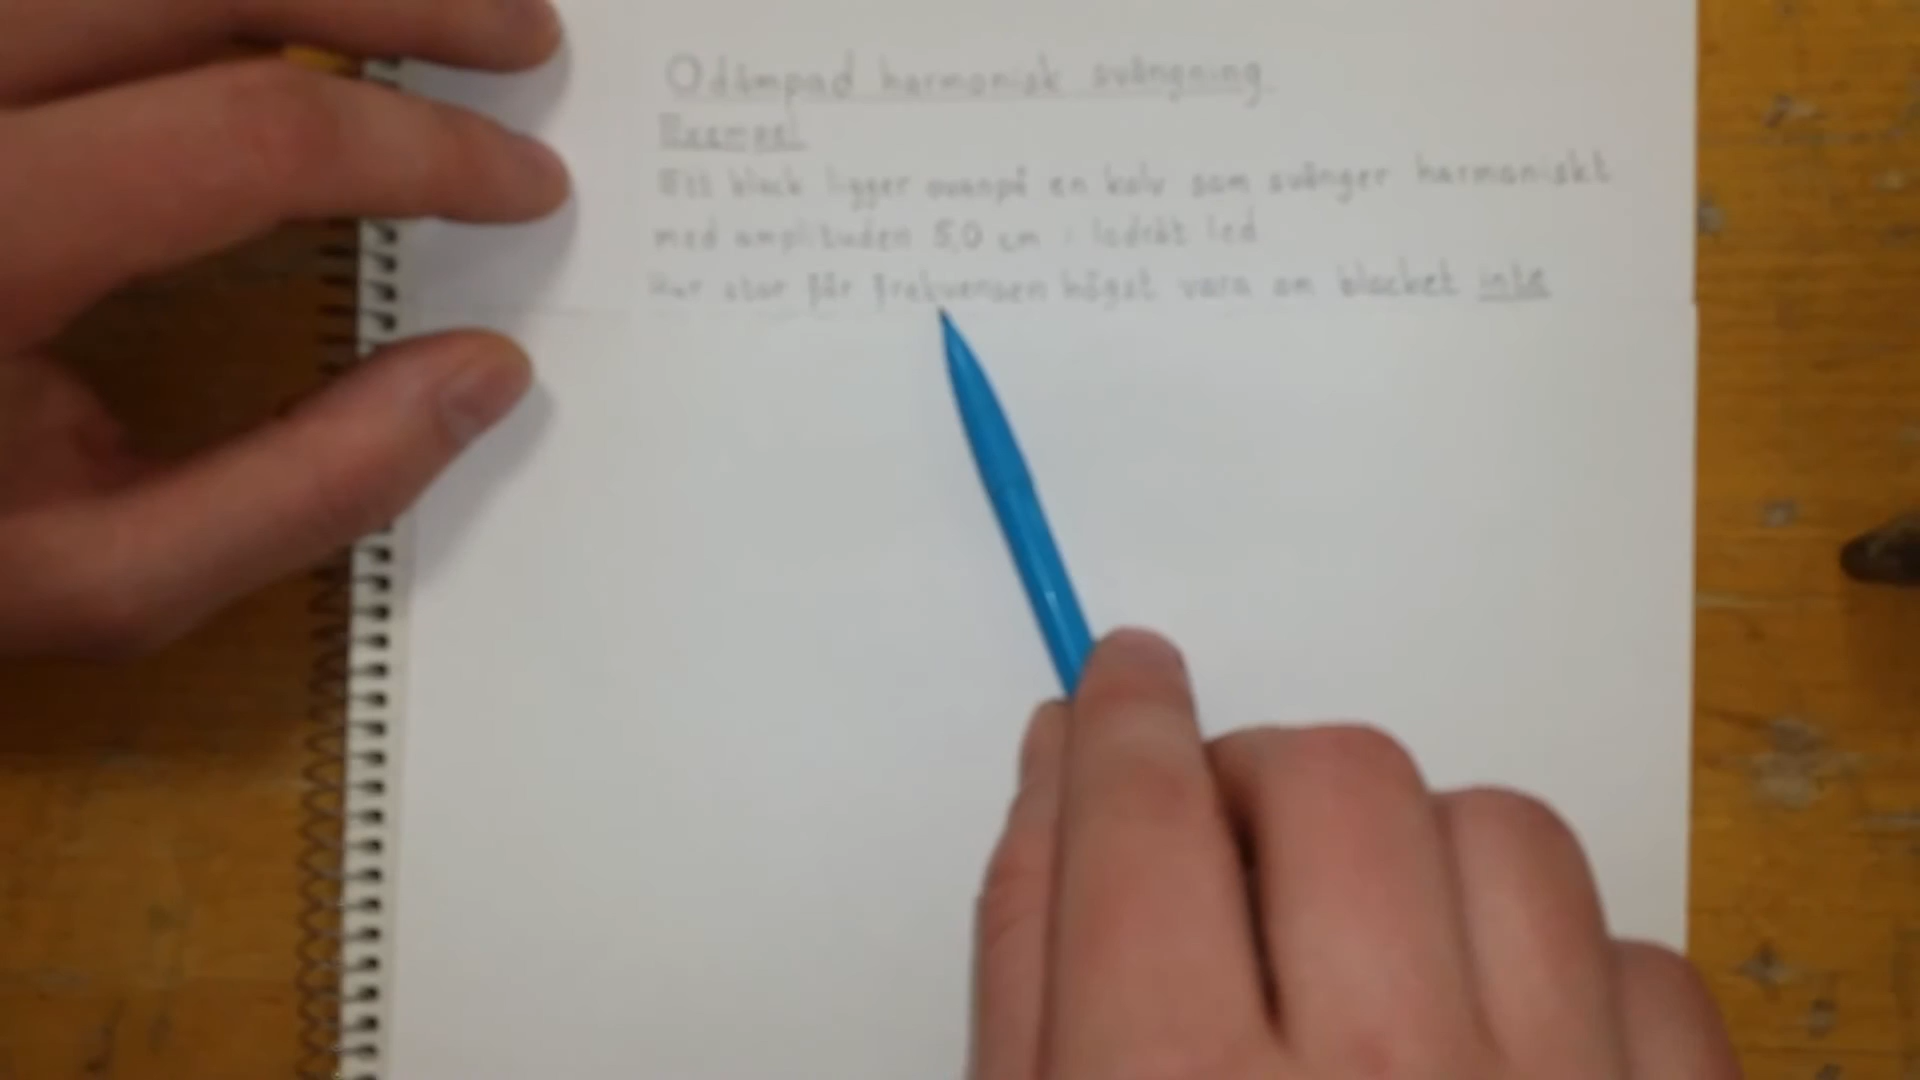 Odämpad harmonisk svängning
Exempel
Ett block ligger ovanpå en kolv som svänger harmoniskt
med amplituden 5,0 cm i lodrät led
Hur stor får frekvensen högst vara om blocket inte